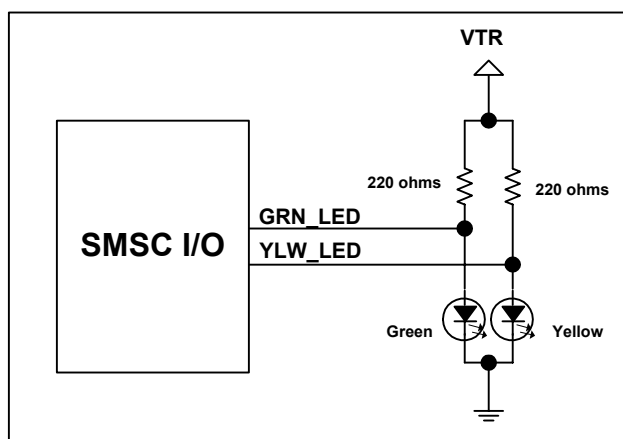 VTR
220 ohms
220 ohms
GRN_LED
SMSC I/O
YLW_LED
Green
Yellow